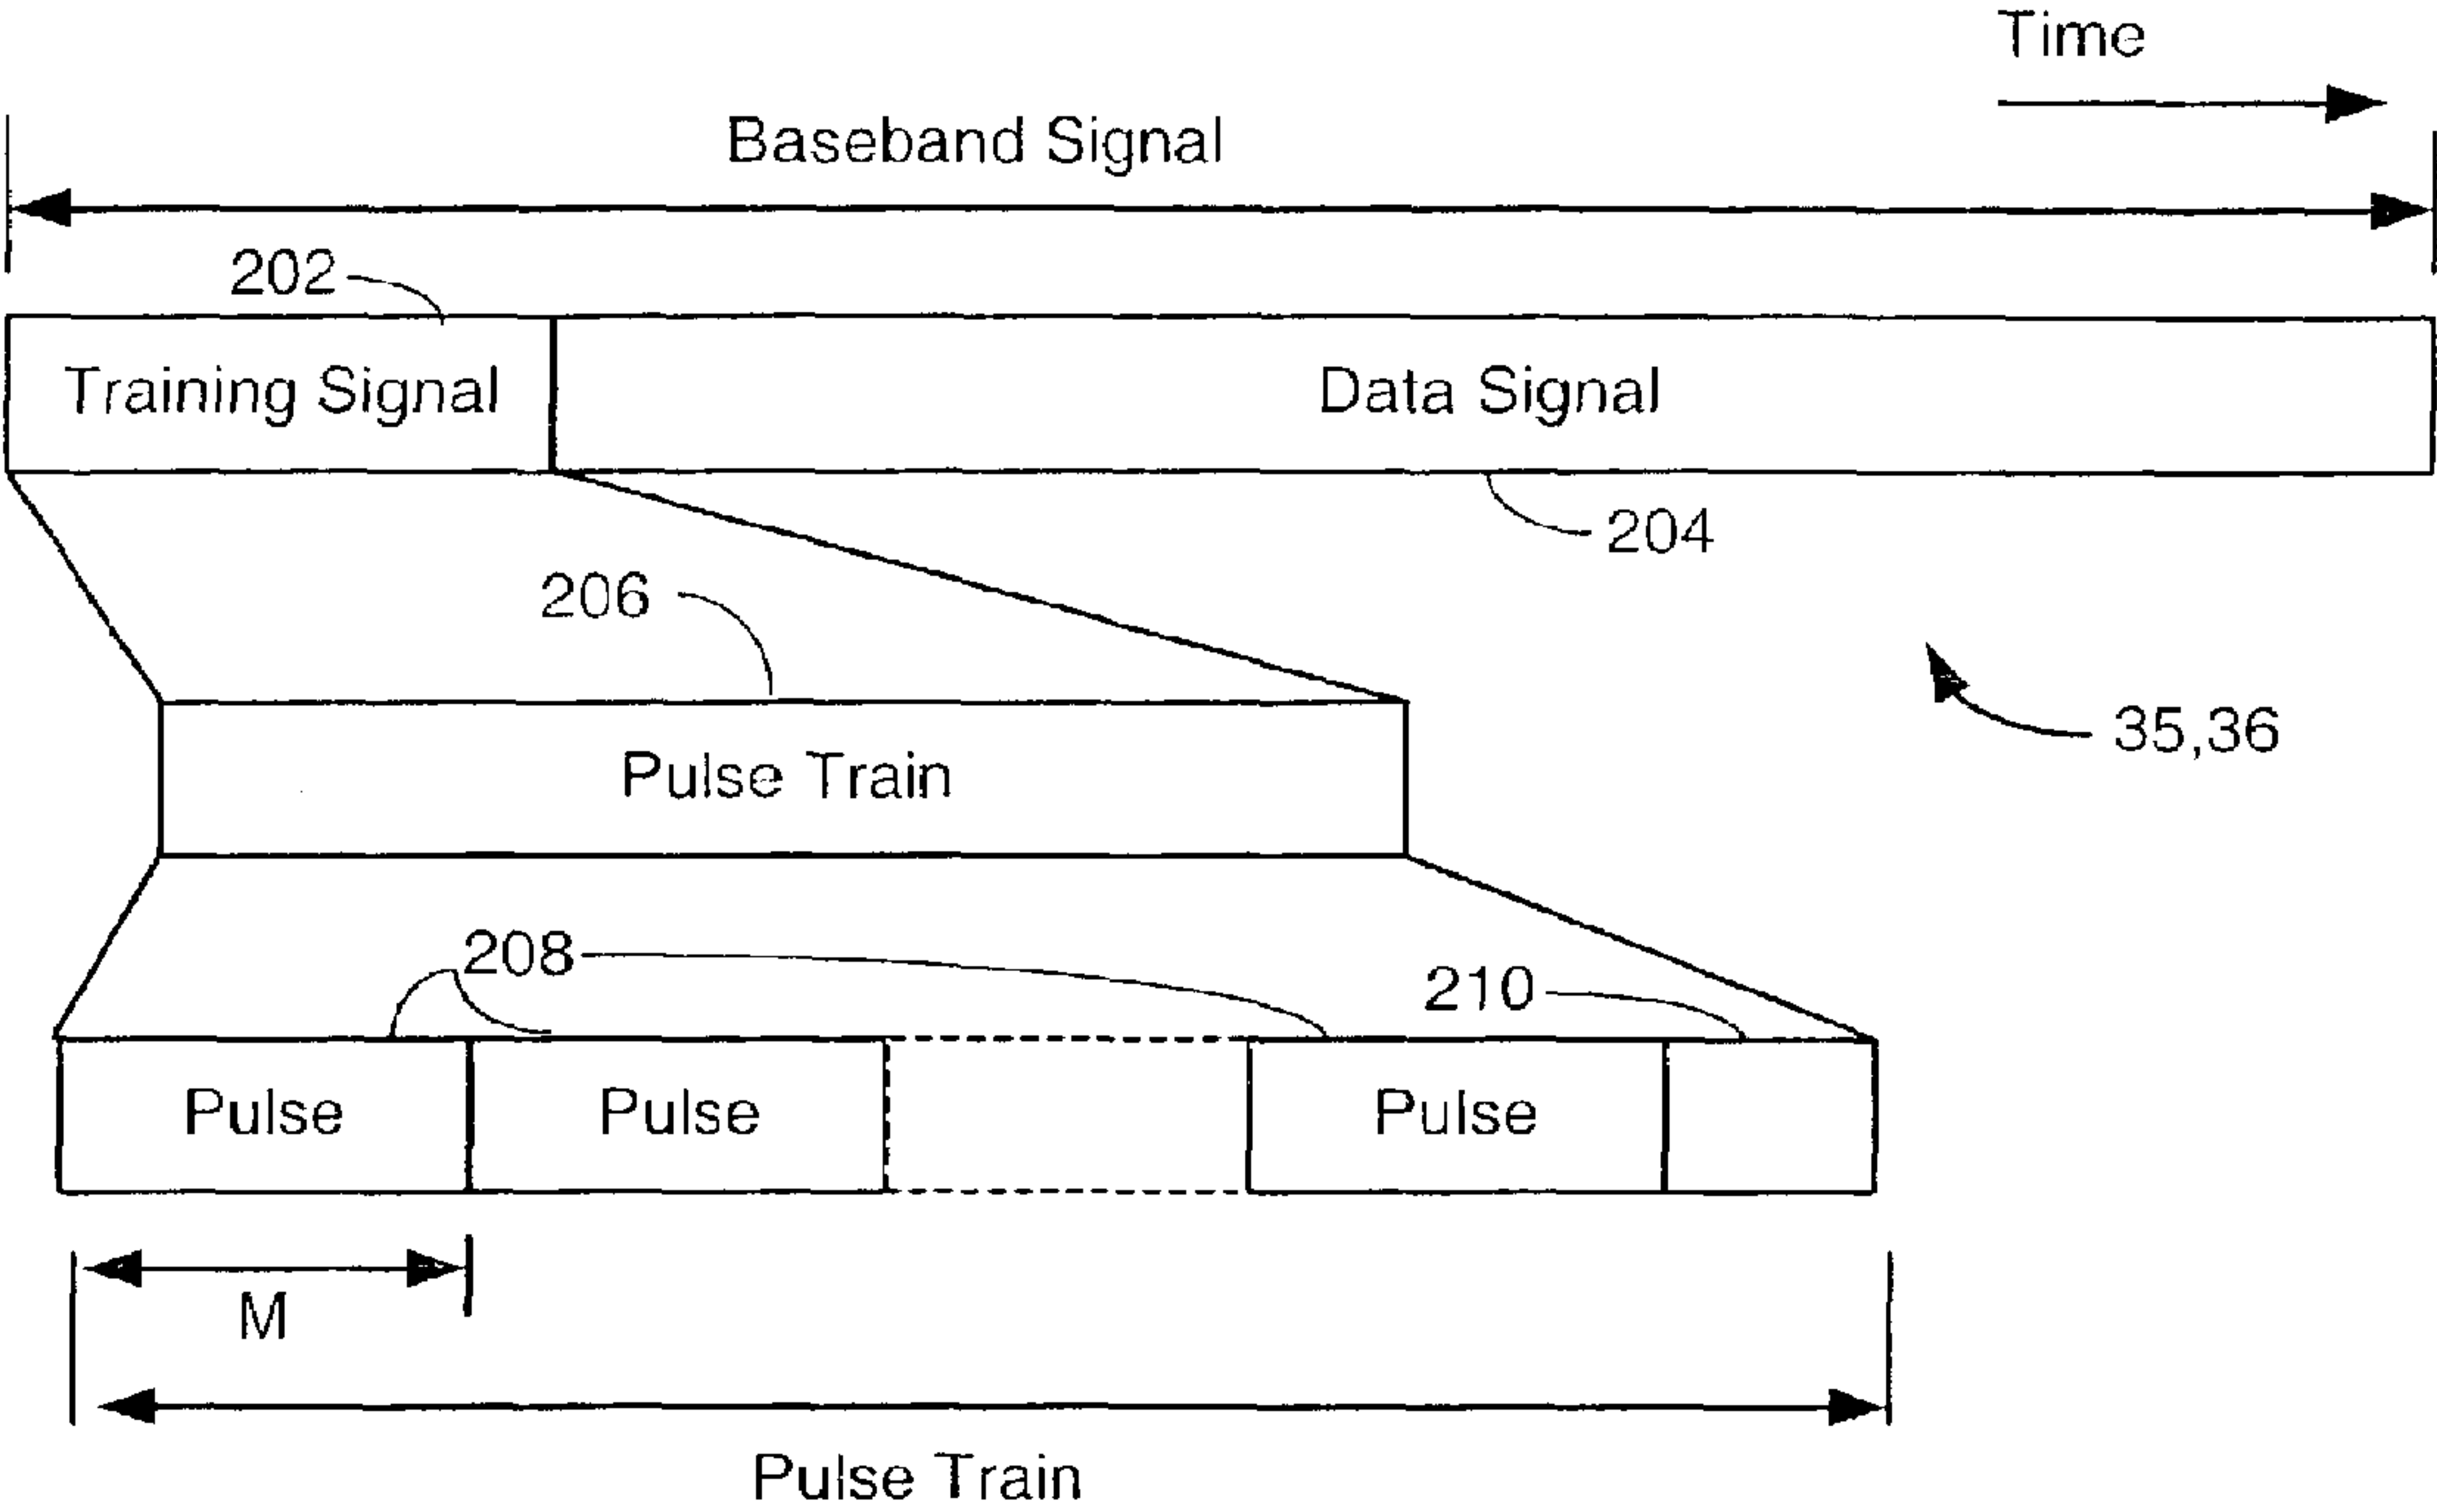 Time
Baseband Signal
202
Training Signal
Data Signal
204
206
Pulse Train
35,36
208
210
Pulse
Pulse
Pulse
M
Pulse Train